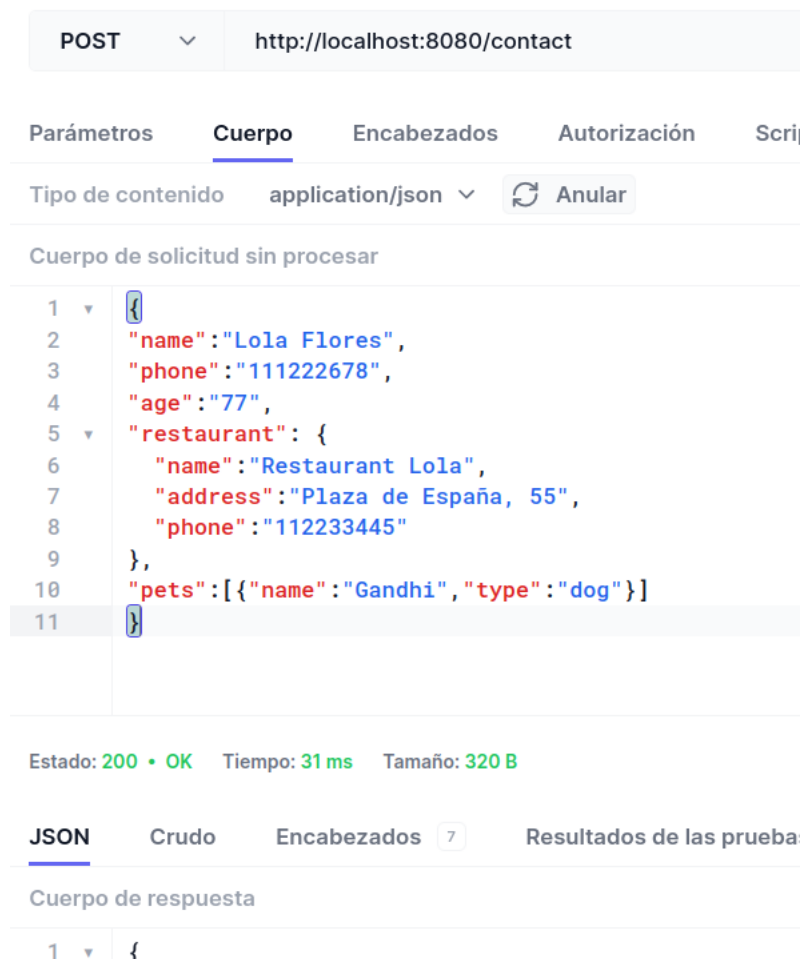 POST http://localhost:8080/contact
Parámetros Cuerpo Encabezados Autorización
Tipo de contenido application/json Anular
Cuerpo de solicitud sin procesar
1 {
2 "name":"Lola Flores",
3 "phone":"111222678",
4 "age":"77",
5 "restaurant": {
6 "name":"Restaurant Lola",
7 "address":"Plaza de España, 55",
8 "phone":"112233445"
9 },
10 "pets":[{"name":"Gandhi","type":"dog"}]
11 }
Estado: 200 • OK Tiempo: 31 ms Tamaño: 320 B
JSON Crudo Encabezados 7 Resultados de las
Cuerpo de respuesta
1 {